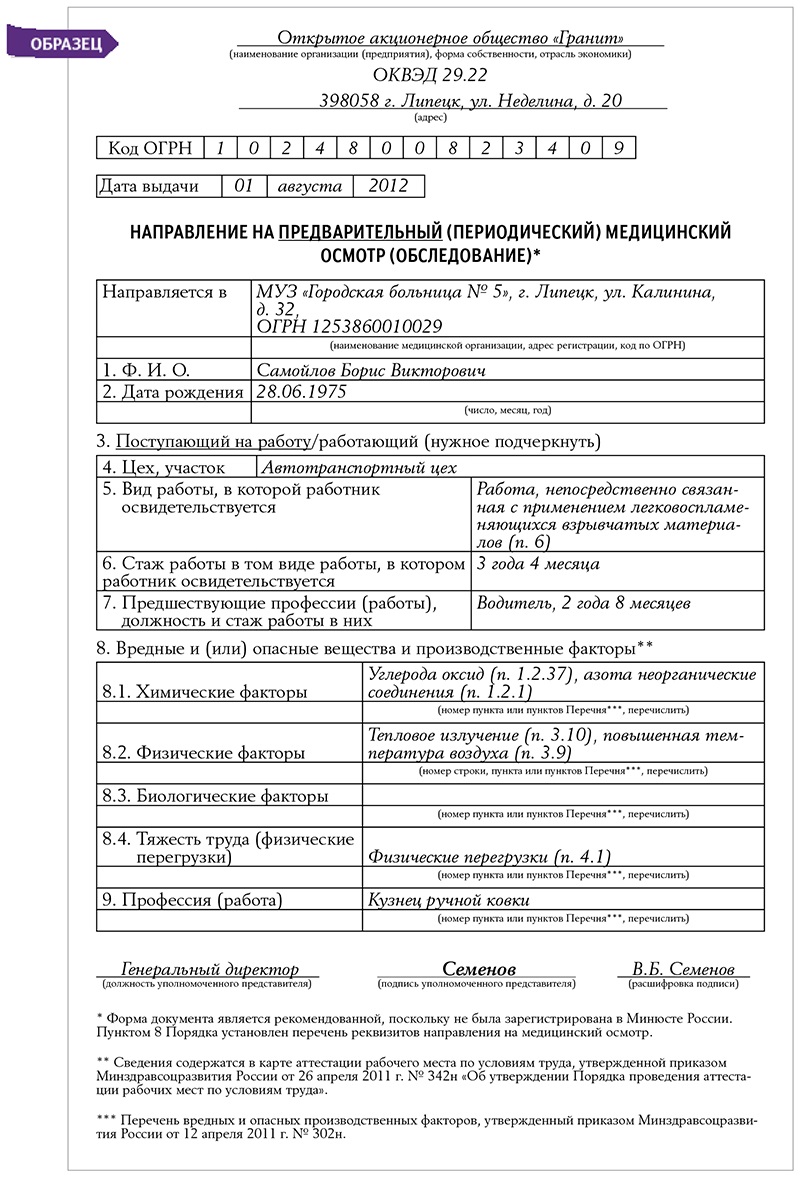 ОБРАЗЕЦ
Открытое акционерное общество «Гранит»
(наименование организации (предприятия), форма собственности, отрасль экономики)
ОКВЭД 29.22
398058 г. Липецк, ул. Неделина, д. 20
(адрес)
Код ОГРН 1 0 2 4 8 0 0 8 2 3 4 0 9
Дата выдачи 01 августа 2012
НАПРАВЛЕНИЕ НА ПРЕДВАРИТЕЛЬНЫЙ (ПЕРИОДИЧЕСКИЙ) МЕДИЦИНСКИЙ
ОСМОТР (ОБСЛЕДОВАНИЕ)*
Направляется в МУЗ «Городская больница № 5», г. Липецк, ул. Калинина,
д. 32,
ОГРН 1253860010029
(наименование медицинской организации, адрес регистрации, код по ОГРН)
1. Ф. И. О. Самойлов Борис Викторович
2. Дата рождения 28.06.1975
(число, месяц, год)
3. Поступающий на работу/работающий (нужное подчеркнуть)
4. Цех, участок Автотранспортный цех
5. Вид работы, в которой работник Работа, непосредственно связан-
освидетельствуется ная с применением легковоспламе-
няющихся взрывчатых материа-
лов (п. 6)
6. Стаж работы в том виде работы, в котором 3 года 4 месяца
работник освидетельствуется
7. Предшествующие профессии (работы), Водитель, 2 года 8 месяцев
должность и стаж работы в них
8. Вредные и (или) опасные вещества и производственные факторы**
Углерода оксид (п. 1.2.37), азота неорганические
8.1. Химические факторы соединения (п. 1.2.1)
(номер пункта или пунктов Перечня***, перечислить)
Тепловое излучение (п. 3.10), повышенная тем-
8.2. Физические факторы пература воздуха (п. 3.9)
(номер строки, пункта или пунктов Перечня***, перечислить)
8.3. Биологические факторы
(номер пункта или пунктов Перечня***, перечислить)
8.4. Тяжесть труда (физические
перегрузки) Физические перегрузки (п. 4.1)
(номер пункта или пунктов Перечня***, перечислить)
9. Профессия (работа) Кузнец ручной ковки
(номер пункта или пунктов Перечня***, перечислить)
Генеральный директор Семенов В.Б. Семенов
(должность уполномоченного представителя) (подпись уполномоченного представителя) (расшифровка подписи)
* Форма документа является рекомендованной, поскольку не была зарегистрирована в Минюсте России.
Пунктом 8 Порядка установлен перечень реквизитов направления на медицинский осмотр.
** Сведения содержатся в карте аттестации рабочего места по условиям труда, утвержденной приказом
Минздравсоцразвития России от 26 апреля 2011 г. № 342н «Об утверждении Порядка проведения аттеста-
ции рабочих мест по условиям труда».
*** Перечень вредных и опасных производственных факторов, утвержденный приказом Минздравсоцразви-
тия России от 12 апреля 2011 г. № 302н.